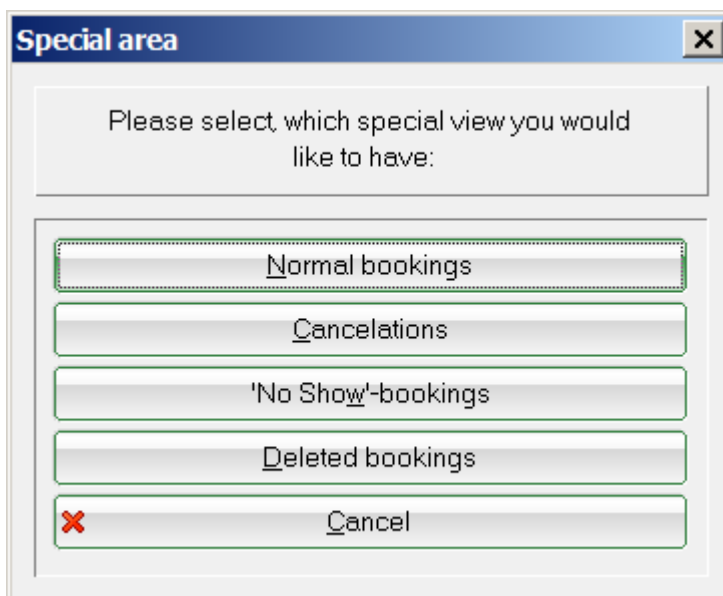 Special area
Please select, which special view you would
like to have:
Normal bookings
Cancelations
'No Show'-bookings
Deleted bookings
Cancel